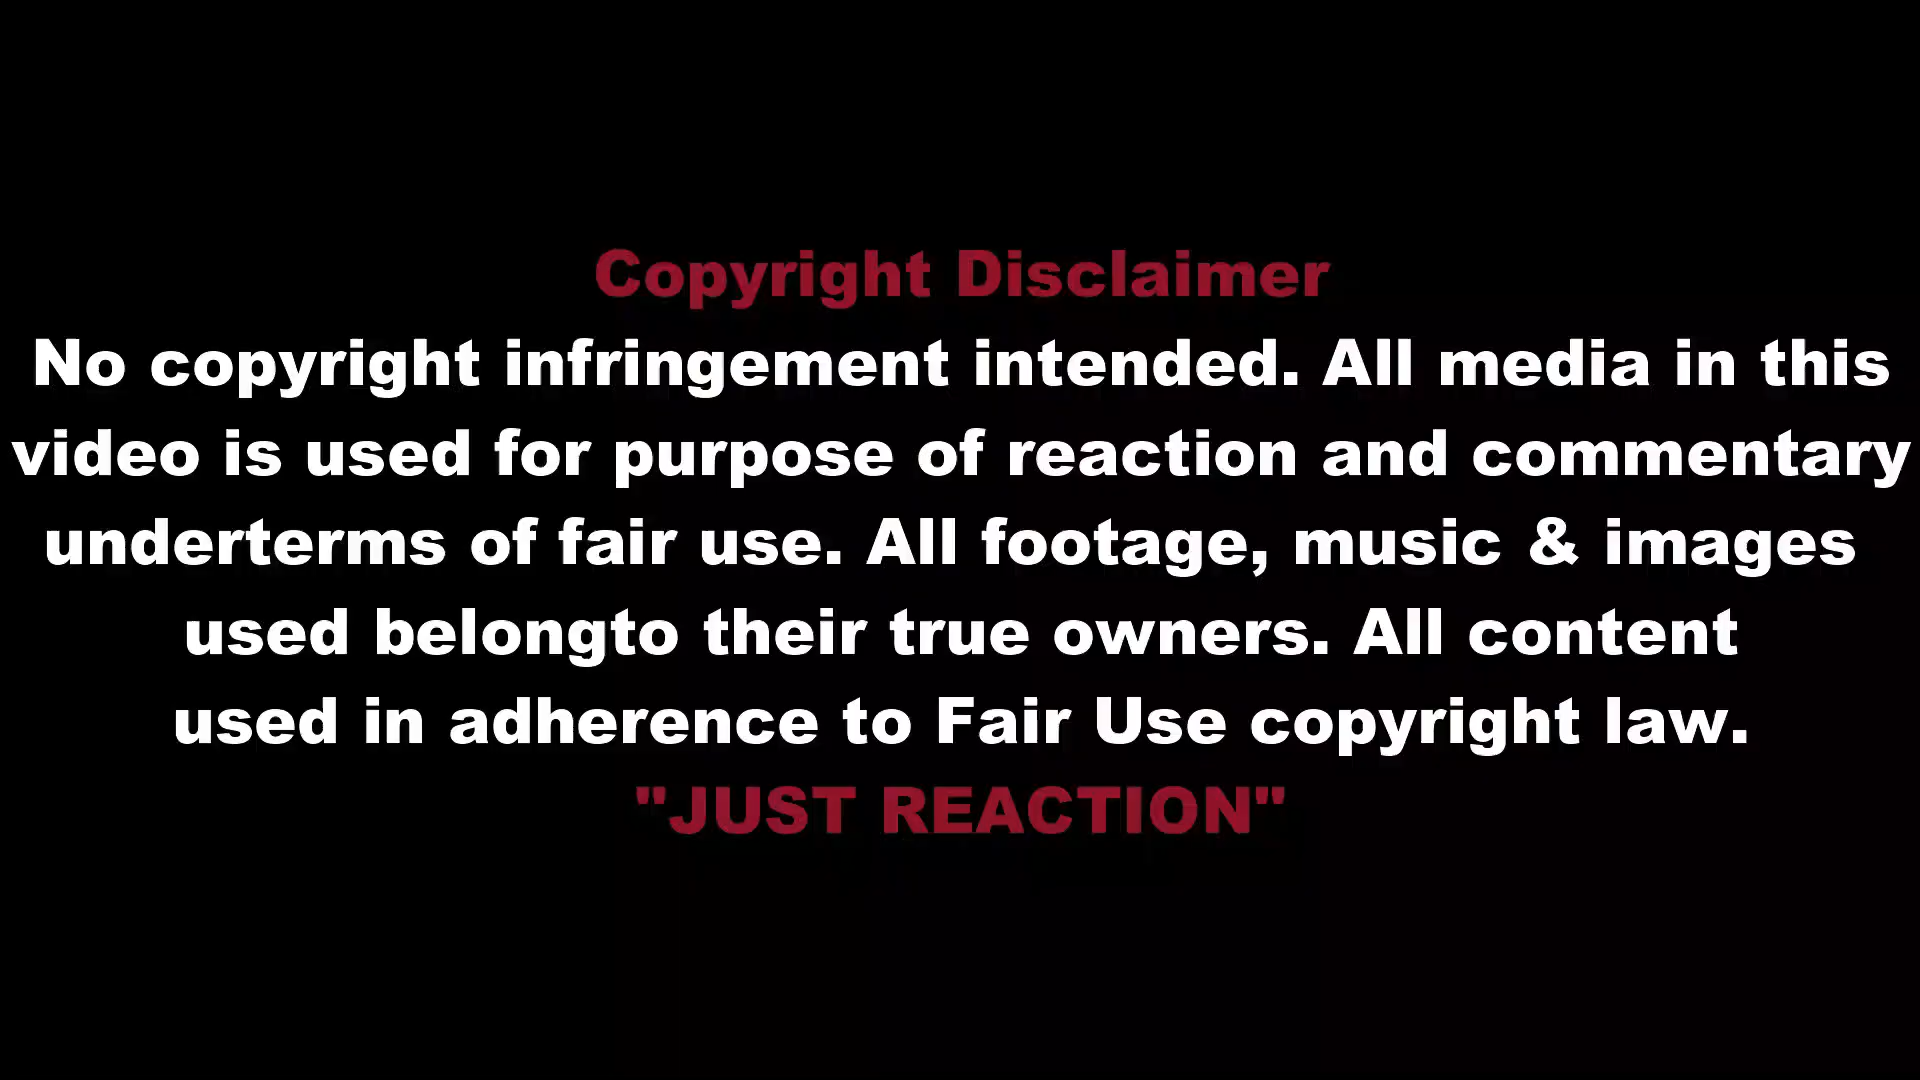 Copyright Disclaimer
No copyright infringement intended. All media in this
video is used for purpose of reaction and commentary
underterms of fair use. All footage, music & images
used belongto their true owners. All content
used in adherence to Fair Use copyright law.
"JUST REACTION"